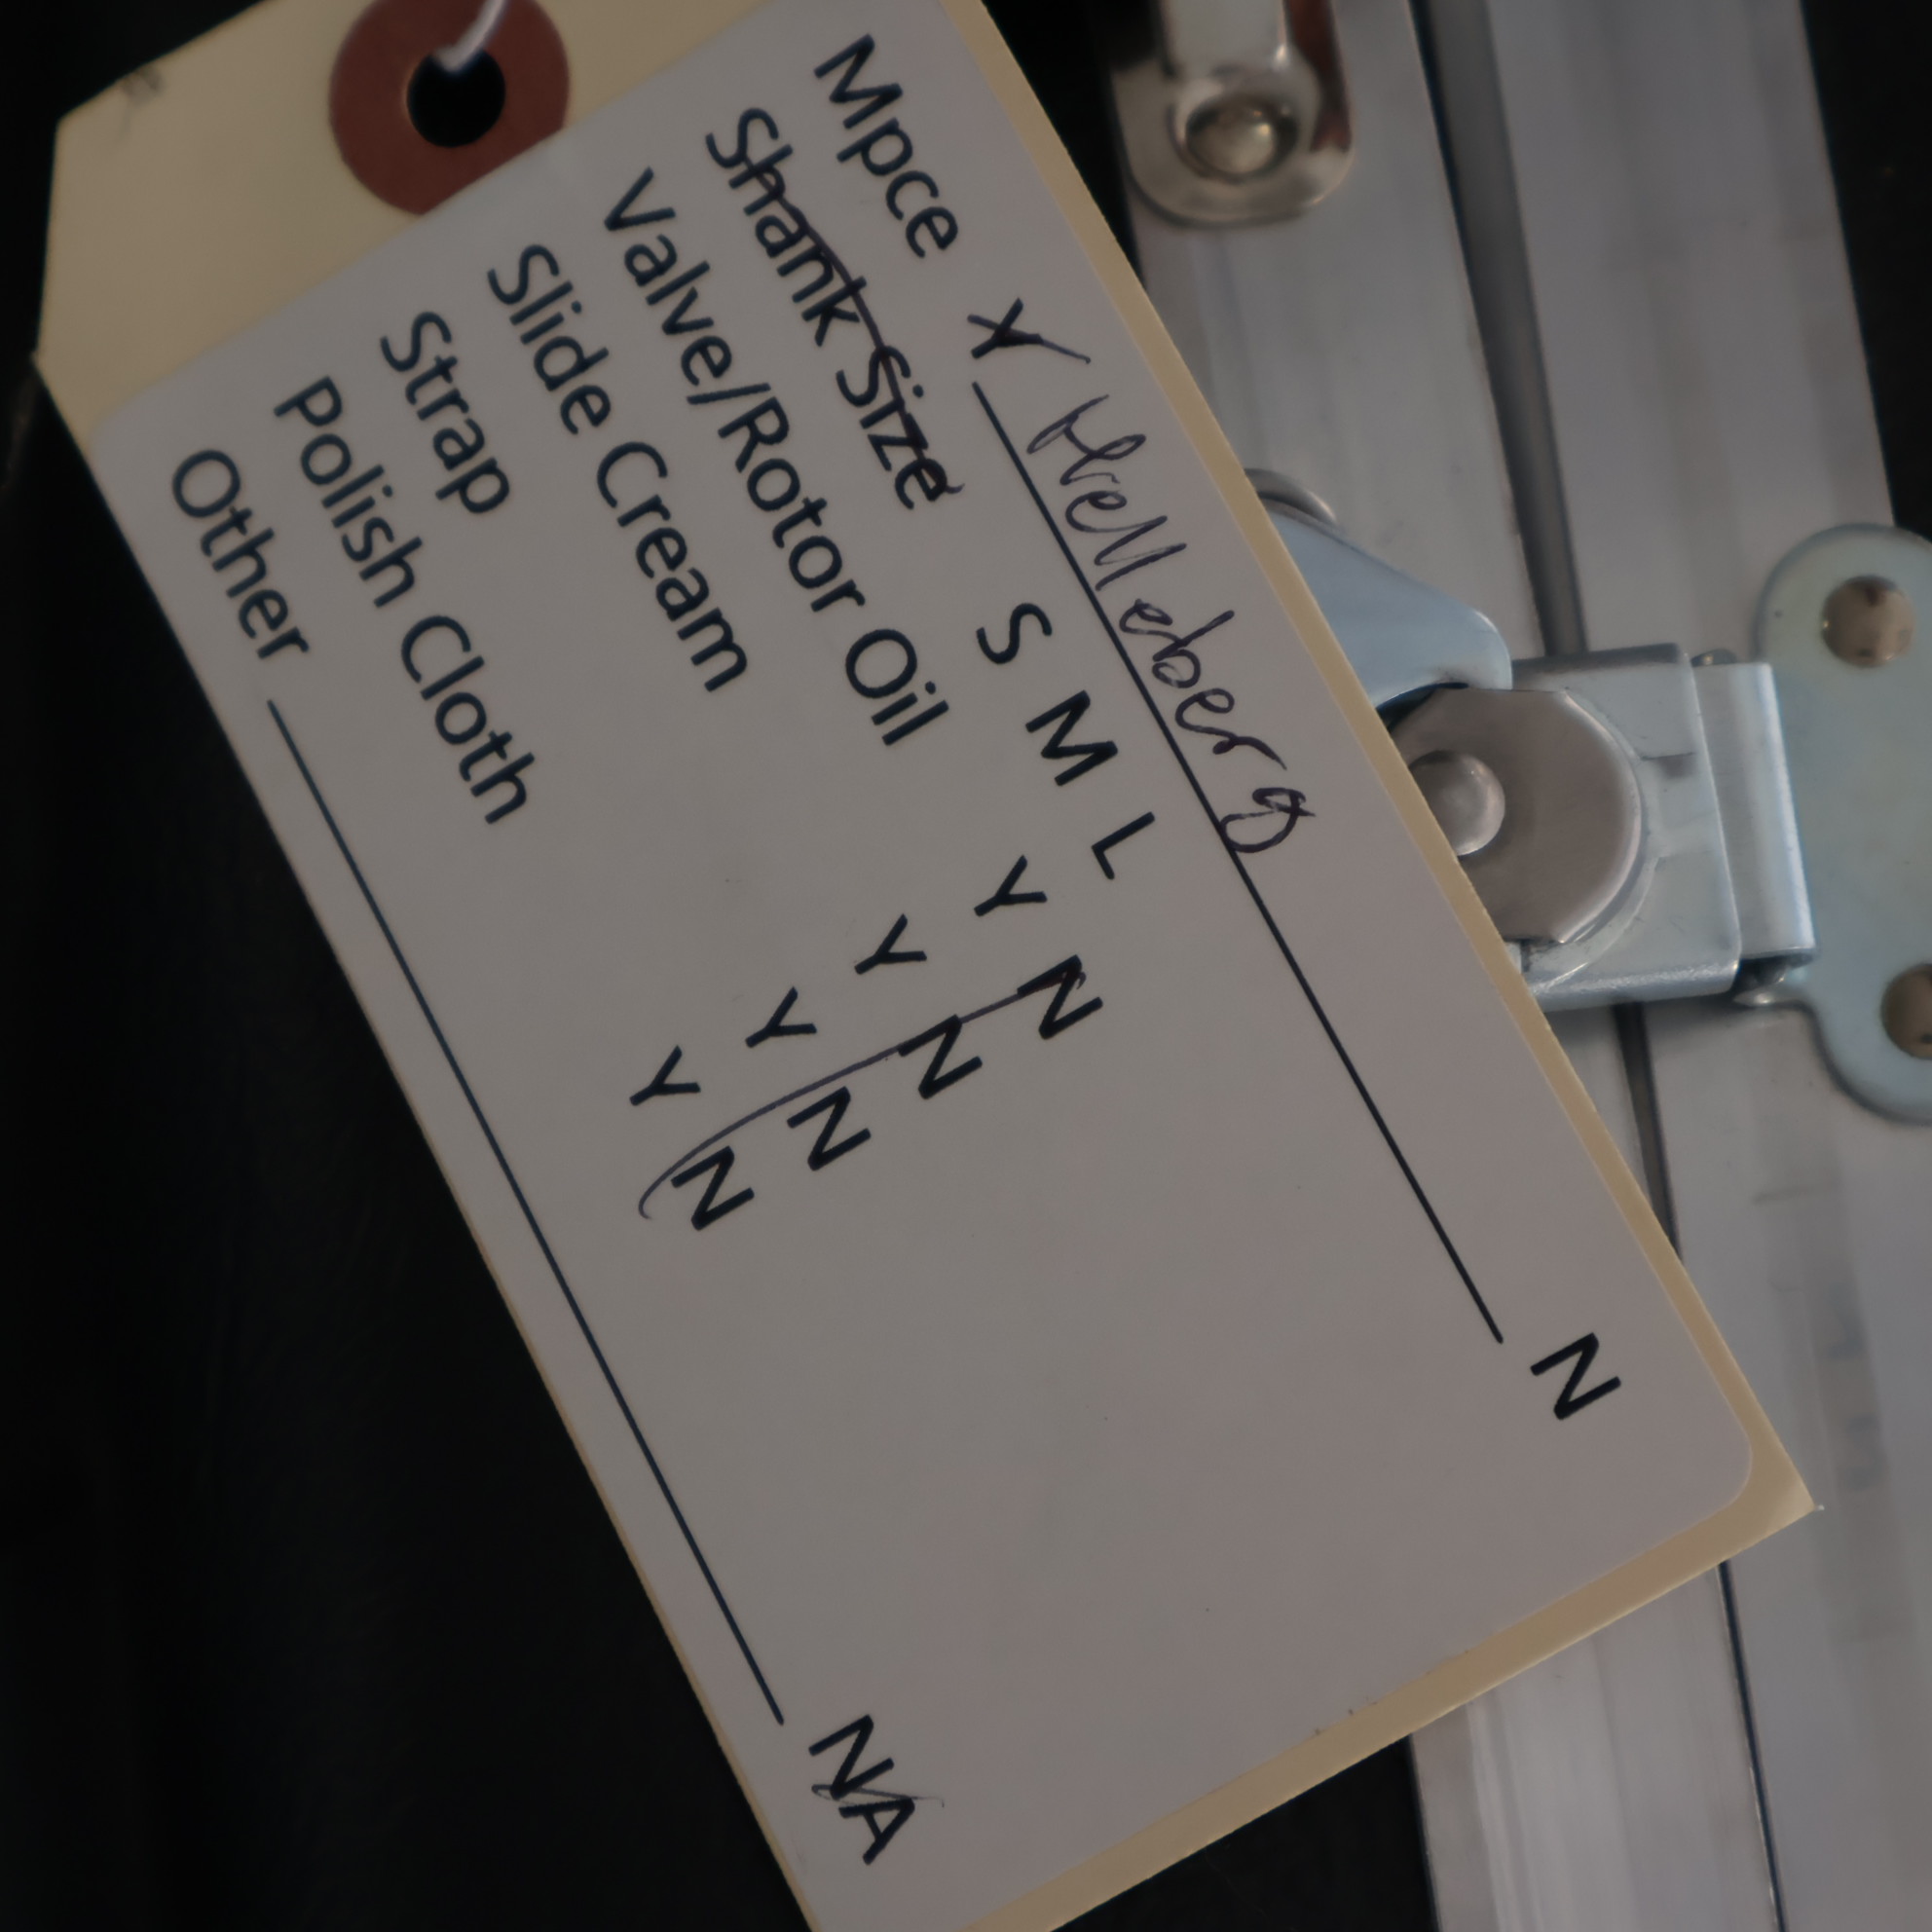 Mpce Y Helleberg N
Shank Size S M L
Valve/Rotor Oil Y N
Slide Cream Y N
Strap Y N
Polish Cloth Y N
Other NA